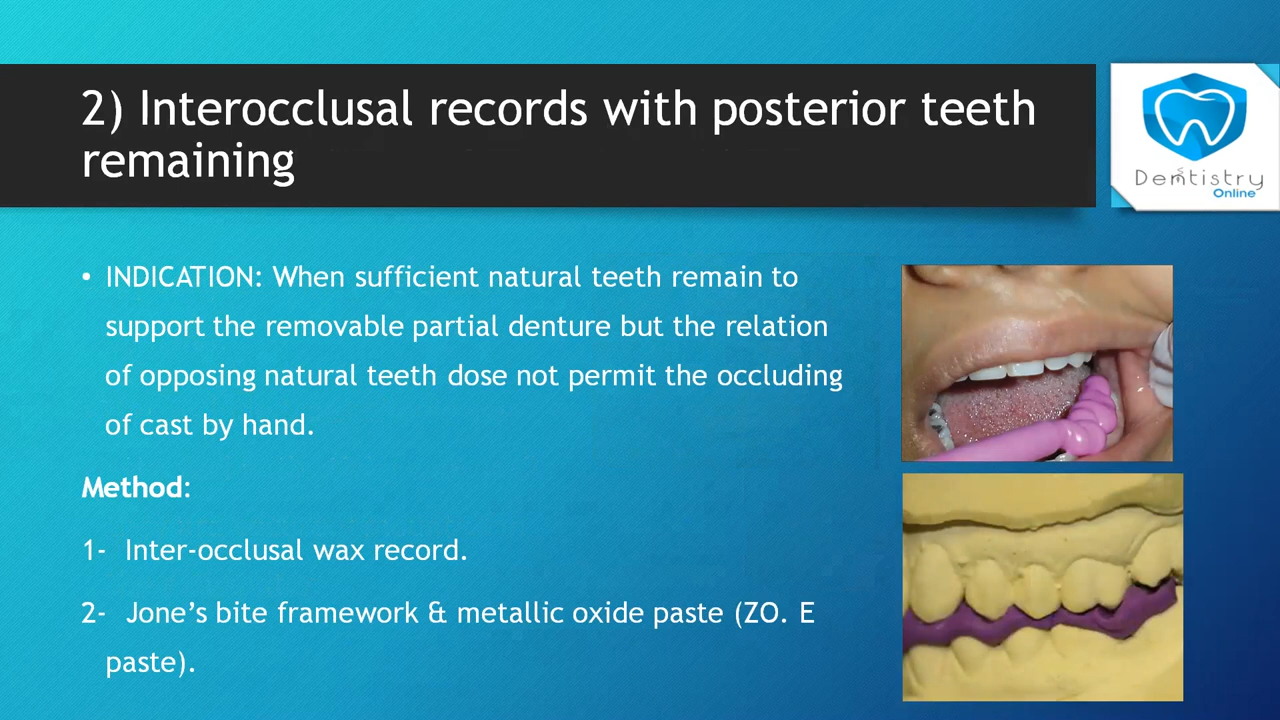 2) Interocclusal records with posterior teeth
remaining
Dentistry
Online
• INDICATION: When sufficient natural teeth remain to
support the removable partial denture but the relation
of opposing natural teeth dose not permit the occluding
of cast by hand.
Method:
1- Inter-occlusal wax record.
2- Jone’s bite framework & metallic oxide paste (ZO. E
paste).